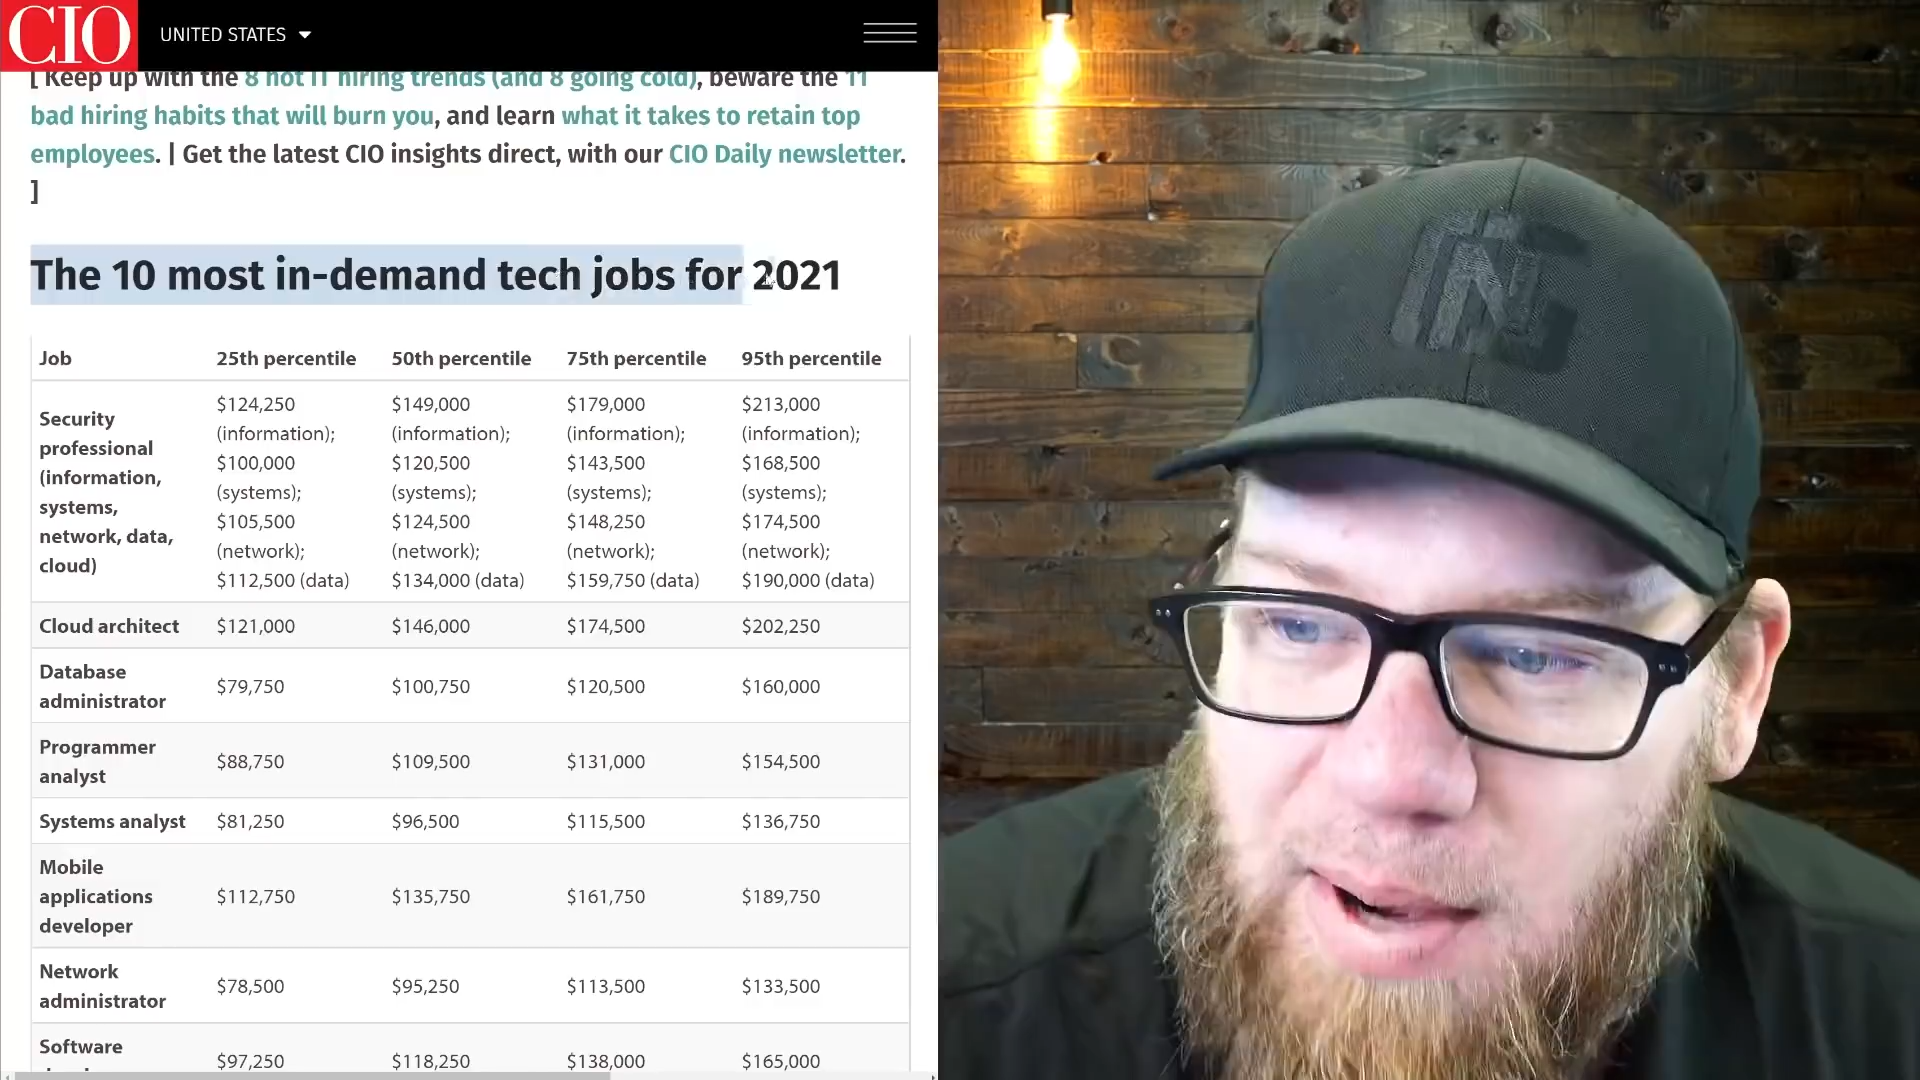 CIO
UNITED STATES
[ Keep up with the 8 hot IT hiring trends (and 8 going cold), beware the 11
bad hiring habits that will burn you, and learn what it takes to retain top
employees. | Get the latest CIO insights direct, with our CIO Daily newsletter.
]
The 10 most in-demand tech jobs for 2021
Job 25th percentile 50th percentile 75th percentile 95th percentile
Security professional (information, systems, network, data, cloud) $124,250 (information); $100,000 (systems); $105,500 (network); $112,500 (data) $149,000 (information); $120,500 (systems); $124,500 (network); $134,000 (data) $179,000 (information); $143,500 (systems); $148,250 (network); $159,750 (data) $213,000 (information); $168,500 (systems); $174,500 (network); $190,000 (data)
Cloud architect $121,000 $146,000 $174,500 $202,250
Database administrator $79,750 $100,750 $120,500 $160,000
Programmer analyst $88,750 $109,500 $131,000 $154,500
Systems analyst $81,250 $96,500 $115,500 $136,750
Mobile applications developer $112,750 $135,750 $161,750 $189,750
Network administrator $78,500 $95,250 $113,500 $133,500
Software $97,250 $118,250 $138,000 $165,000